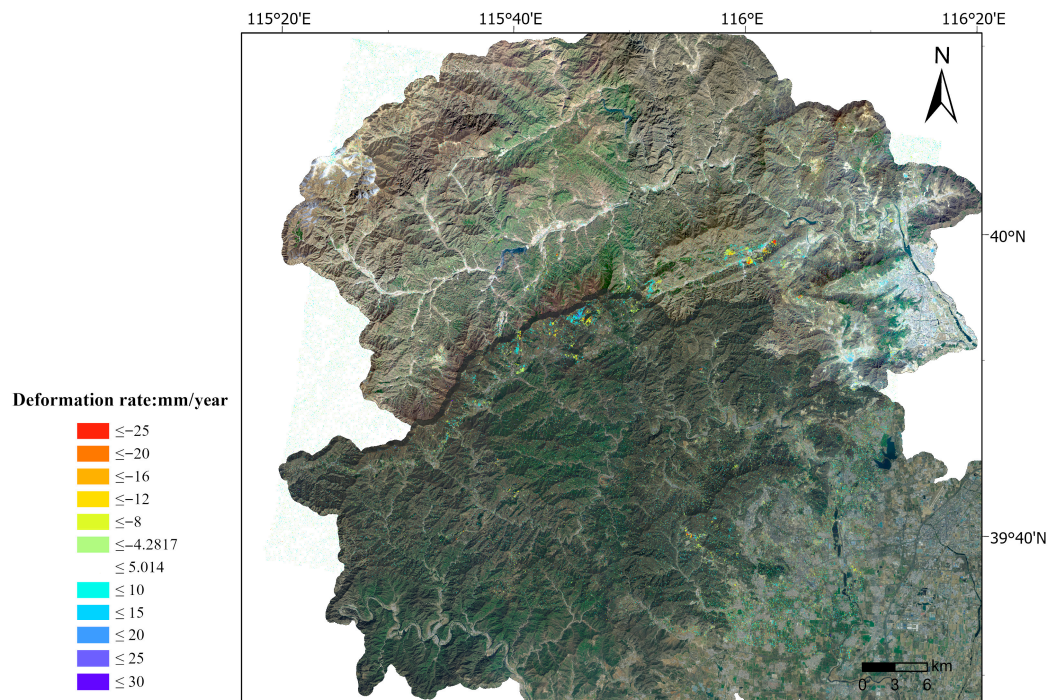 115°20'E 115°40'E 116°E 116°20'E
N
40°N
Deformation rate:mm/year
≤-25
≤-20
≤-16
≤-12
≤-8
≤-4.2817
≤ 5.014
≤ 10
≤ 15
≤ 20
≤ 25
≤ 30
39°40'N
km
0 3 6